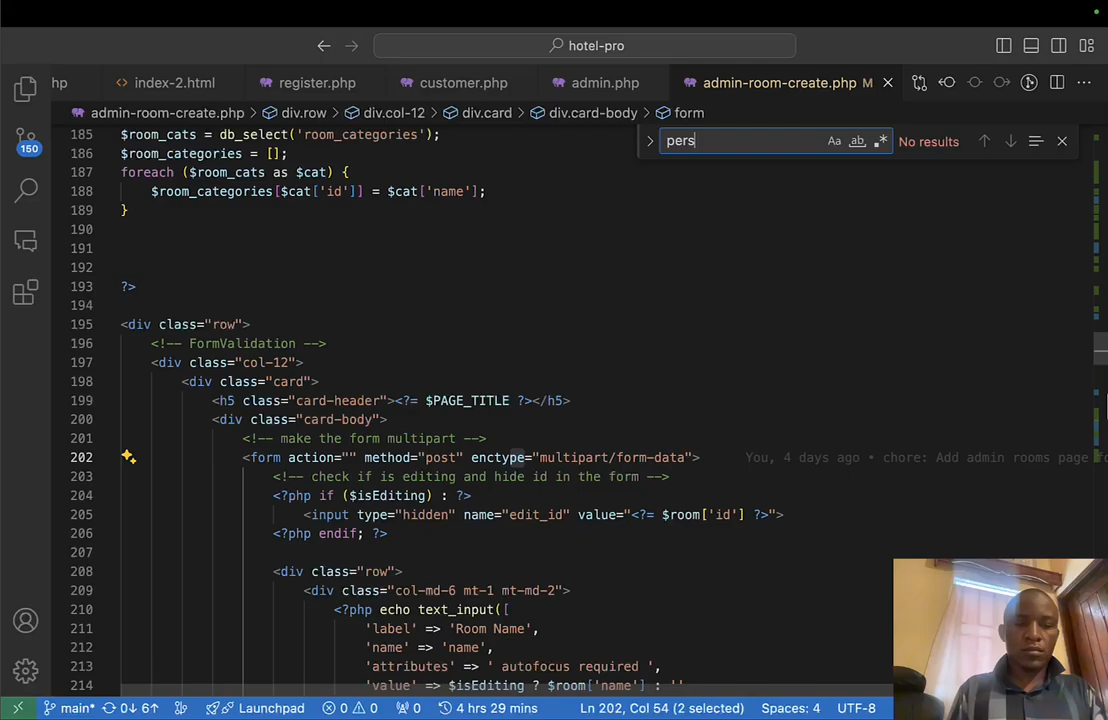 hotel-pro
hp
index-2.html
register.php
customer.php
admin.php
admin-room-create.php M
admin-room-create.php > div.row > div.col-12 > div.card > div.card-body > form
pers
Aa
ab
No results
185 $room_cats = db_select('room_categories');
186 $room_categories = [];
187 foreach ($room_cats as $cat) {
188 $room_categories[$cat['id']] = $cat['name'];
189 }
190
191
192
193 ?>
194
195 <div class="row">
196 <!-- FormValidation -->
197 <div class="col-12">
198 <div class="card">
199 <h5 class="card-header"><?= $PAGE_TITLE ?></h5>
200 <div class="card-body">
201 <!-- make the form multipart -->
202 <form action="" method="post" enctype="multipart/form-data"> You, 4 days ago • chore: Add admin rooms page fo
203 <!-- check if is editing and hide id in the form -->
204 <?php if ($isEditing) : ?>
205 <input type="hidden" name="edit_id" value="<?= $room['id'] ?>">
206 <?php endif; ?>
207
208 <div class="row">
209 <div class="col-md-6 mt-1 mt-md-2">
210 <?php echo text_input([
211 'label' => 'Room Name',
212 'name' => 'name',
213 'attributes' => ' autofocus required ',
214 'value' => $isEditing ? $room['name'] : ''
150
main* 0↓ 6↑ Launchpad 0 0 0 4 hrs 29 mins Ln 202, Col 54 (2 selected) Spaces: 4 UTF-8